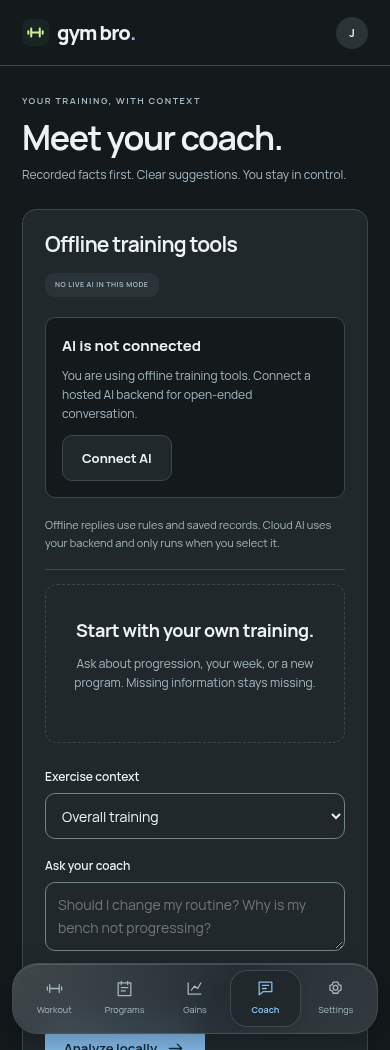 gym bro.
J
YOUR TRAINING, WITH CONTEXT
Meet your coach.
Recorded facts first. Clear suggestions. You stay in control.
Offline training tools
NO LIVE AI IN THIS MODE
AI is not connected
You are using offline training tools. Connect a
hosted AI backend for open-ended
conversation.
Connect AI
Offline replies use rules and saved records. Cloud AI uses
your backend and only runs when you select it.
Start with your own training.
Ask about progression, your week, or a new
program. Missing information stays missing.
Exercise context
Overall training
Ask your coach
Should I change my routine? Why is my
bench not progressing?
Workout
Programs
Gains
Coach
Settings
Analyze locally